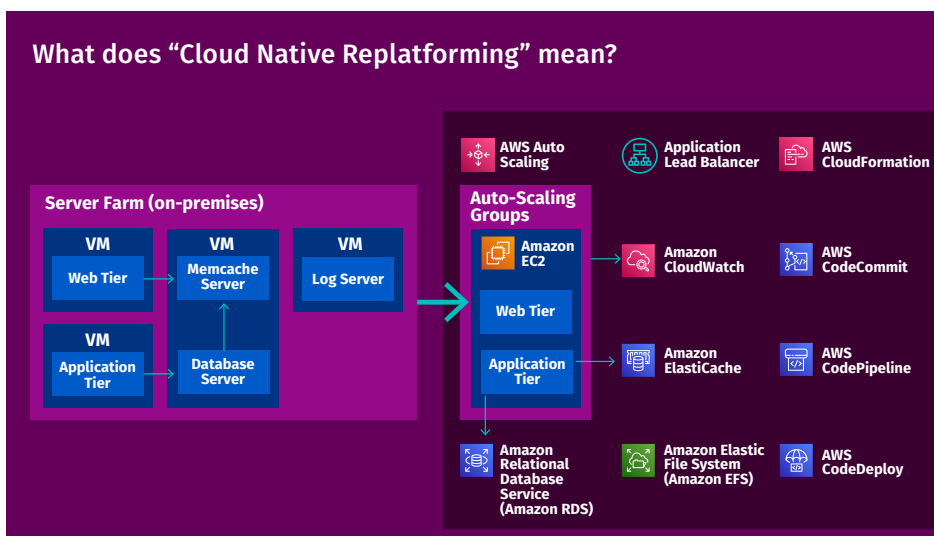 What does “Cloud Native Replatforming” mean?
Server Farm (on-premises)
VM
Web Tier
VM
Memcache
Server
VM
Log Server
VM
Application
Tier
Database
Server
AWS Auto
Scaling
Application
Lead Balancer
AWS
CloudFormation
Auto-Scaling
Groups
Amazon
EC2
Web Tier
Application
Tier
Amazon
CloudWatch
AWS
CodeCommit
Amazon
ElastiCache
AWS
CodePipeline
Amazon
Relational
Database
Service
(Amazon RDS)
Amazon Elastic
File System
(Amazon EFS)
AWS
CodeDeploy